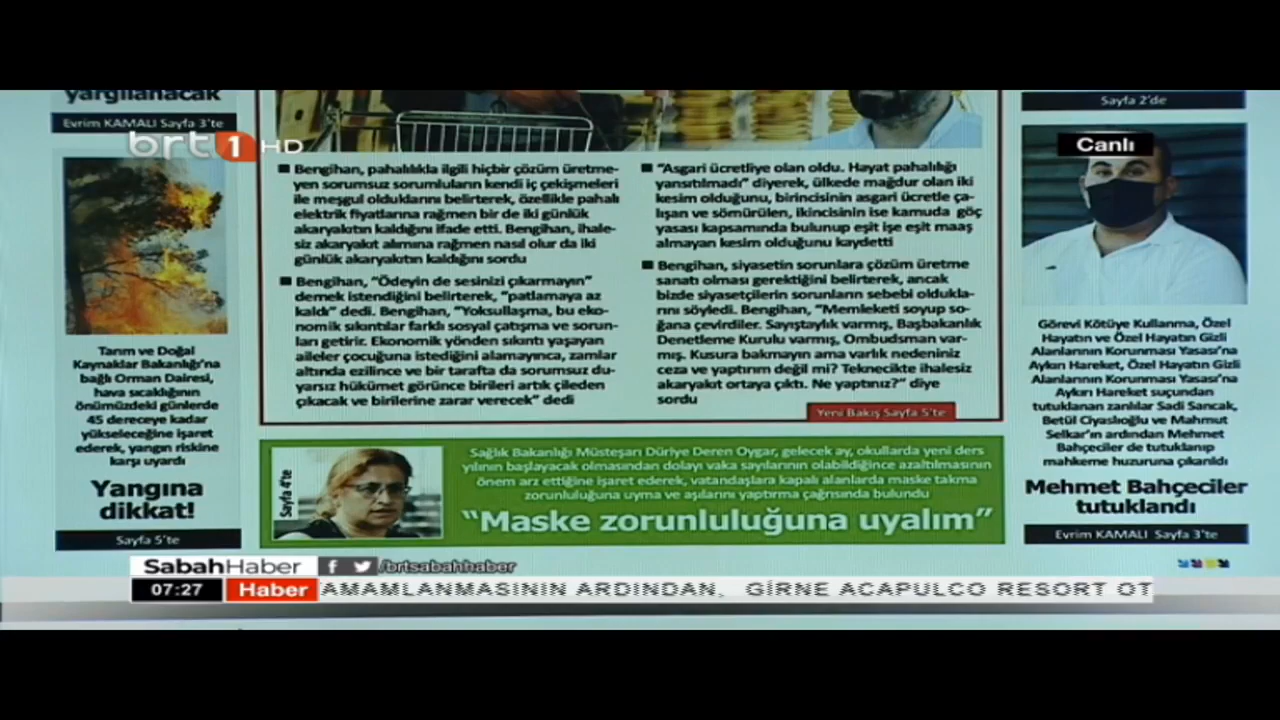 yargılanacak
Evrim KAMALI Sayfa 3'te
brt 1 HD
Tarım ve Doğal
Kaynaklar Bakanlığı'na
bağlı Orman Dairesi,
hava sıcaklığının
önümüzdeki günlerde
45 dereceye kadar
yükseleceğine işaret
ederek, yangın riskine
karşı uyardı
Yangına
dikkat!
Sayfa 5'te
Bengihan, pahalılıkla ilgili hiçbir çözüm üretme-
yen sorumsuz sorumluların kendi iç çekişmeleri
ile meşgul olduklarını belirterek, özellikle pahalı
elektrik fiyatlarına rağmen bir de iki günlük
akaryakıtın kaldığını ifade etti. Bengihan, ihale-
siz akaryakıt alımına rağmen nasıl olur da iki
günlük akaryakıtın kaldığını sordu
Bengihan, "Ödeyin de sesinizi çıkarmayın"
demek istendiğini belirterek, "patlamaya az
kaldı" dedi. Bengihan, "Yoksullaşma, bu eko-
nomik sıkıntılar farklı sosyal çatışma ve sorun-
ları getirir. Ekonomik yönden sıkıntı yaşayan
aileler çocuğuna istediğini alamayınca, zamlar
altında ezilince ve bir tarafta da sorumsuz du-
yarsız hükümet görünce birileri artık çileden
çıkacak ve birilerine zarar verecek" dedi
"Asgari ücretliye olan oldu. Hayat pahalılığı
yansıtılmadı" diyerek, ülkede mağdur olan iki
kesim olduğunu, birincisinin asgari ücretle ça-
lışan ve sömürülen, ikincisinin ise kamuda göç
yasası kapsamında bulunup eşit işe eşit maaş
almayan kesim olduğunu kaydetti
Bengihan, siyasetin sorunlara çözüm üretme
sanatı olması gerektiğini belirterek, ancak
bizde siyasetçilerin sorunların sebebi oldukla-
rını söyledi. Bengihan, "Memleketi soyup so-
ğana çevirdiler. Sayıştaylık varmış, Başbakanlık
Denetleme Kurulu varmış, Ombudsman var-
mış. Kusura bakmayın ama varlık nedeniniz
ceza ve yaptırım değil mi? Teknecikte ihalesiz
akaryakıt ortaya çıktı. Ne yaptınız?" diye
sordu
Yeni Bakış Sayfa 5'te
Sayfa 4'te
Sağlık Bakanlığı Müsteşarı Düriye Deren Oygar, gelecek ay, okullarda yeni ders
yılının başlayacak olmasından dolayı vaka sayılarının olabildiğince azaltılmasının
önem arz ettiğine işaret ederek, vatandaşlara kapalı alanlarda maske takma
zorunluluğuna uyma ve aşılarını yaptırma çağrısında bulundu
"Maske zorunluluğuna uyalım"
Sayfa 2'de
Canlı
Görevi Kötüye Kullanma, Özel
Hayatın ve Özel Hayatın Gizli
Alanlarının Korunması Yasası'na
Aykırı Hareket, Özel Hayatın Gizli
Alanlarının Korunması Yasası'na
Aykırı Hareket suçundan
tutuklanan zanlılar Sadi Sancak,
Betül Ciyaslıoğlu ve Mahmut
Selkar'ın ardından Mehmet
Bahçeciler de tutuklanıp
mahkeme huzuruna çıkarıldı
Mehmet Bahçeciler
tutuklandı
Evrim KAMALI Sayfa 3'te
SabahHaber
/brtsabahhaber
07:27 Haber AMAMLANMASININ ARDINDAN, GİRNE ACAPULCO RESORT OT